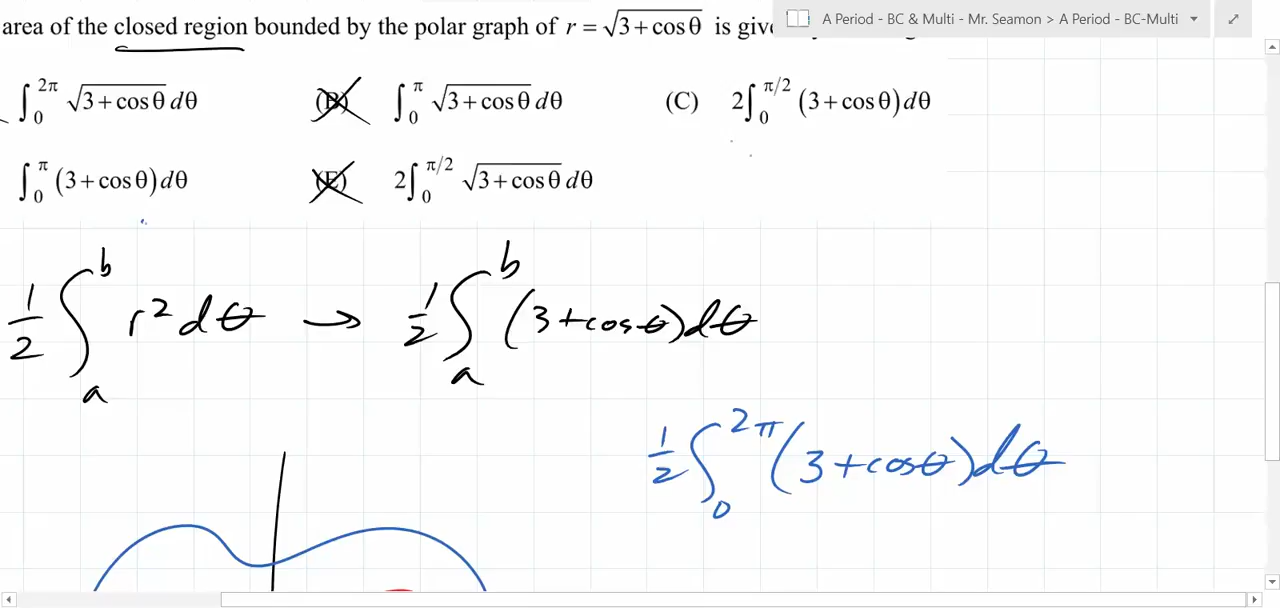 area of the closed region bounded by the polar graph of r = √(3 + cos θ) is
A Period - BC & Multi - Mr. Seamon > A Period - BC-Multi
∫₀^2π √(3 + cos θ) dθ (B) ∫₀^π √(3 + cos θ) dθ (C) 2∫₀^π/2 (3 + cos θ) dθ
∫₀^π (3 + cos θ) dθ (E) 2∫₀^π/2 √(3 + cos θ) dθ
1/2 ∫ₐ^b r² dθ → 1/2 ∫ₐ^b (3 + cos θ) dθ
1/2 ∫₀^2π (3 + cos θ) dθ